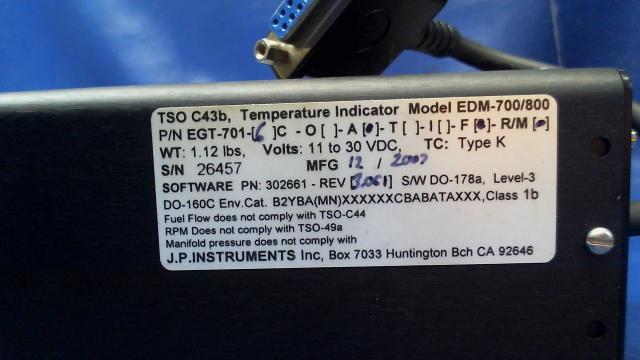 TSO C43b, Temperature Indicator Model EDM-700/800
P/N EGT-701-[6 ]C - O [ ]- A[•]- T[ ]- I [ ]- F [•]- R/M [•]
WT: 1.12 lbs, Volts: 11 to 30 VDC, TC: Type K
S/N 26457 MFG 12 / 2007
SOFTWARE PN: 302661 - REV [3.061] S/W DO-178a, Level-3
DO-160C Env.Cat. B2YBA(MN)XXXXXXCBABATAXXX,Class 1b
Fuel Flow does not comply with TSO-C44
RPM Does not comply with TSO-49a
Manifold pressure does not comply with
J.P.INSTRUMENTS Inc, Box 7033 Huntington Bch CA 92646